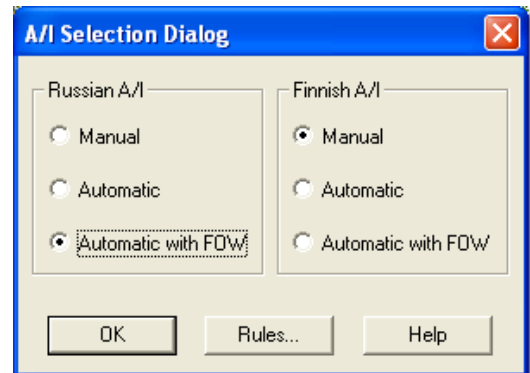 A/I Selection Dialog
Russian A/I
Manual
Automatic
Automatic with FOW
Finnish A/I
Manual
Automatic
Automatic with FOW
OK
Rules...
Help